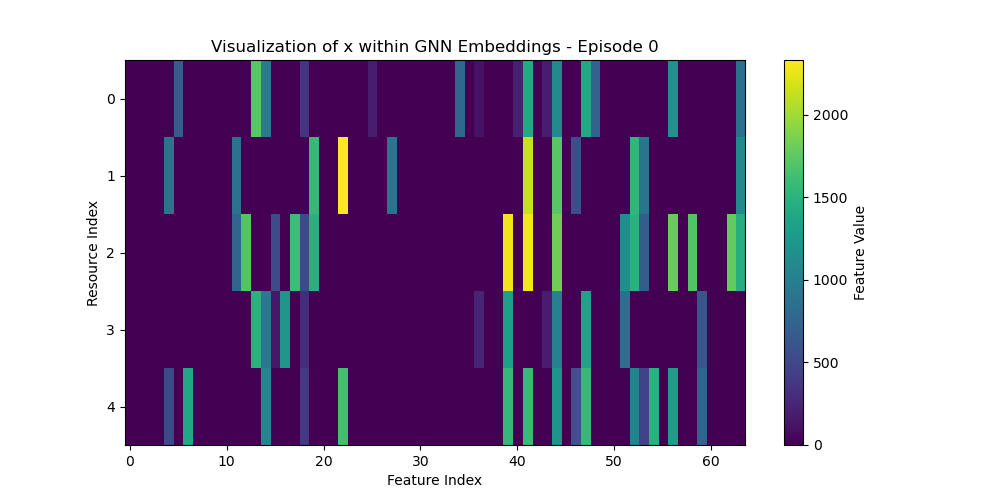 Visualization of x within GNN Embeddings - Episode 0
Resource Index
0
1
2
3
4
0 10 20 30 40 50 60
Feature Index
2000
1500
1000
500
0
Feature Value